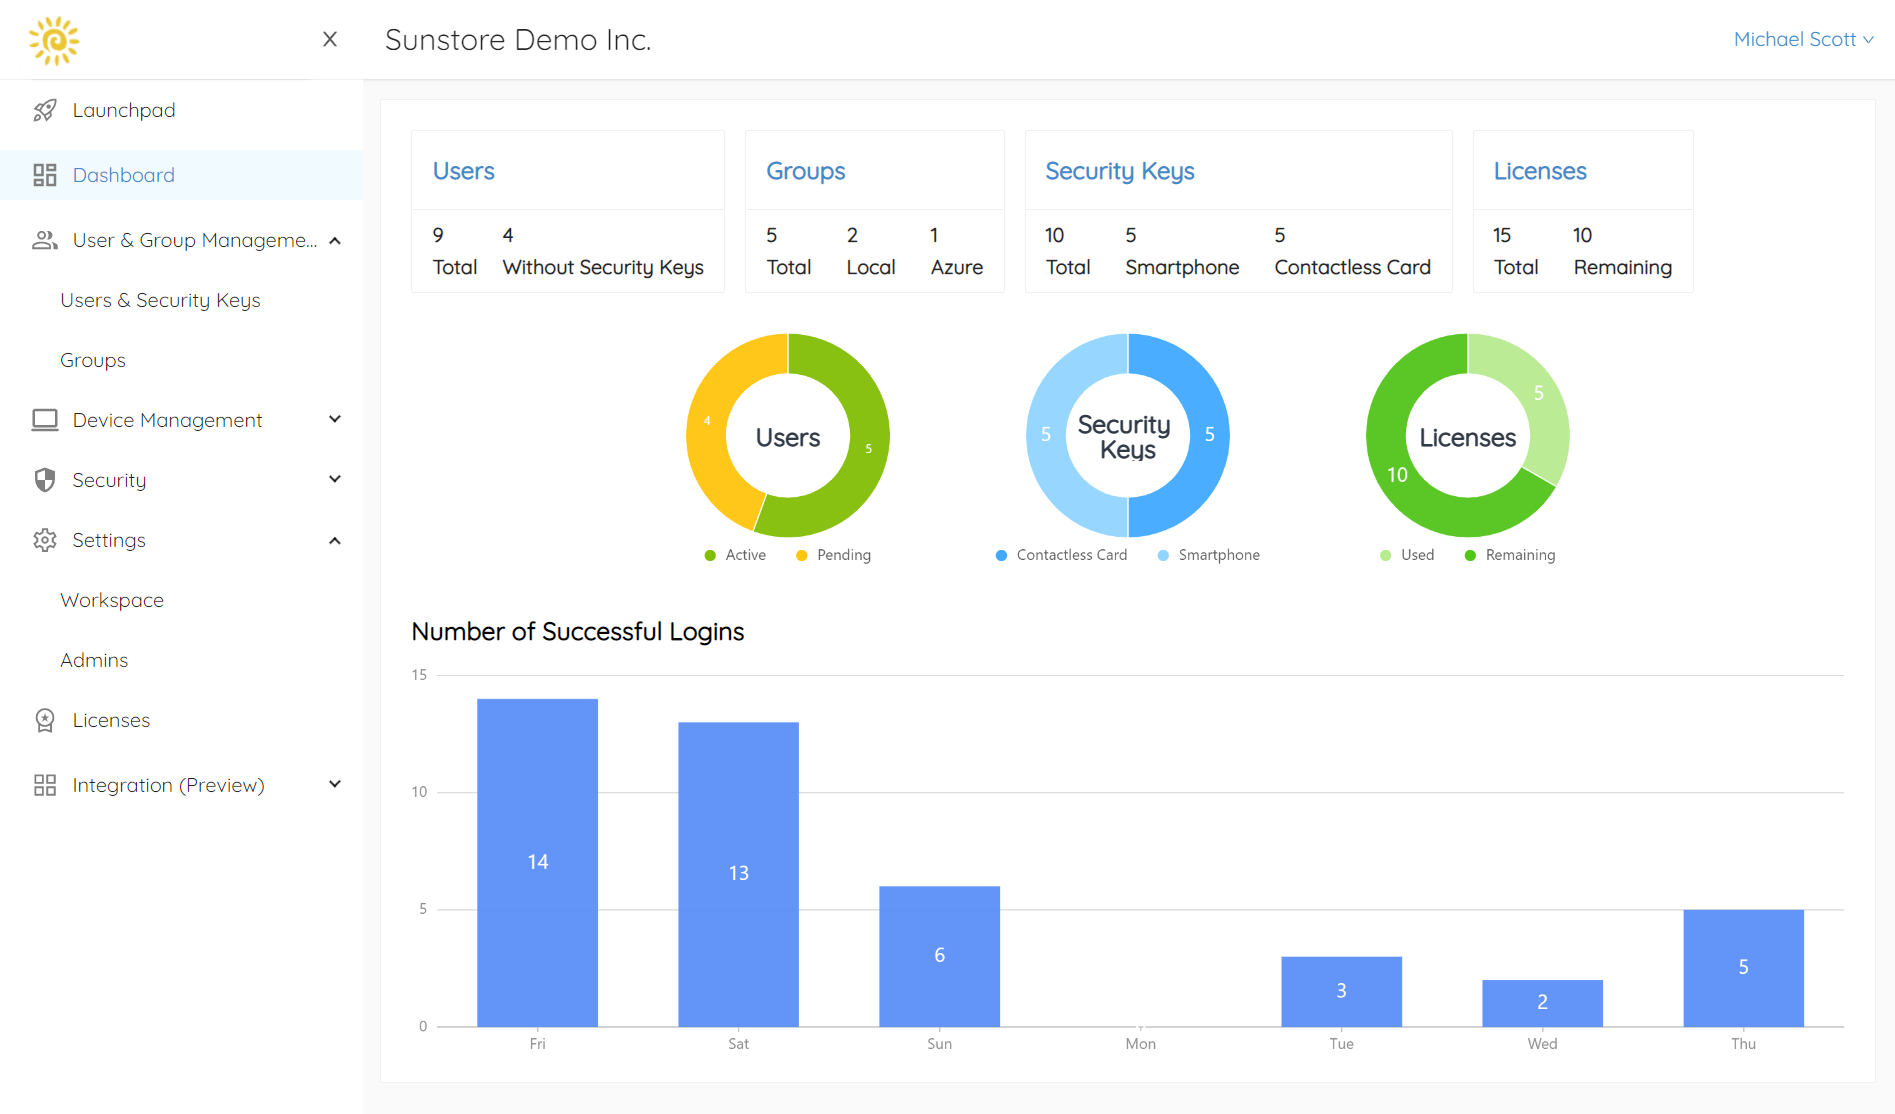 Sunstore Demo Inc.
Michael Scott
Launchpad
Dashboard
User & Group Manageme...
Users & Security Keys
Groups
Device Management
Security
Settings
Workspace
Admins
Licenses
Integration (Preview)
Users
9 4
Total Without Security Keys
Groups
5 2 1
Total Local Azure
Security Keys
10 5 5
Total Smartphone Contactless Card
Licenses
15 10
Total Remaining
4
Users
5
Active Pending
5
Security
Keys
5
Contactless Card Smartphone
5
Licenses
10
Used Remaining
Number of Successful Logins
15
10
5
0
14
13
6
3
2
5
Fri Sat Sun Mon Tue Wed Thu